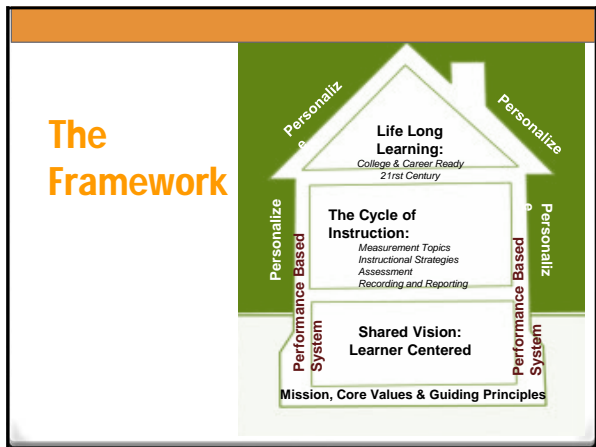 The
Framework
Personaliz
e
Personalize
Life Long
Learning:
College & Career Ready
21rst Century
Personalize
The Cycle of
Instruction:
Measurement Topics
Instructional Strategies
Assessment
Recording and Reporting
e
Personaliz
Performance Based
System
Performance Based
System
Shared Vision:
Learner Centered
Mission, Core Values & Guiding Principles